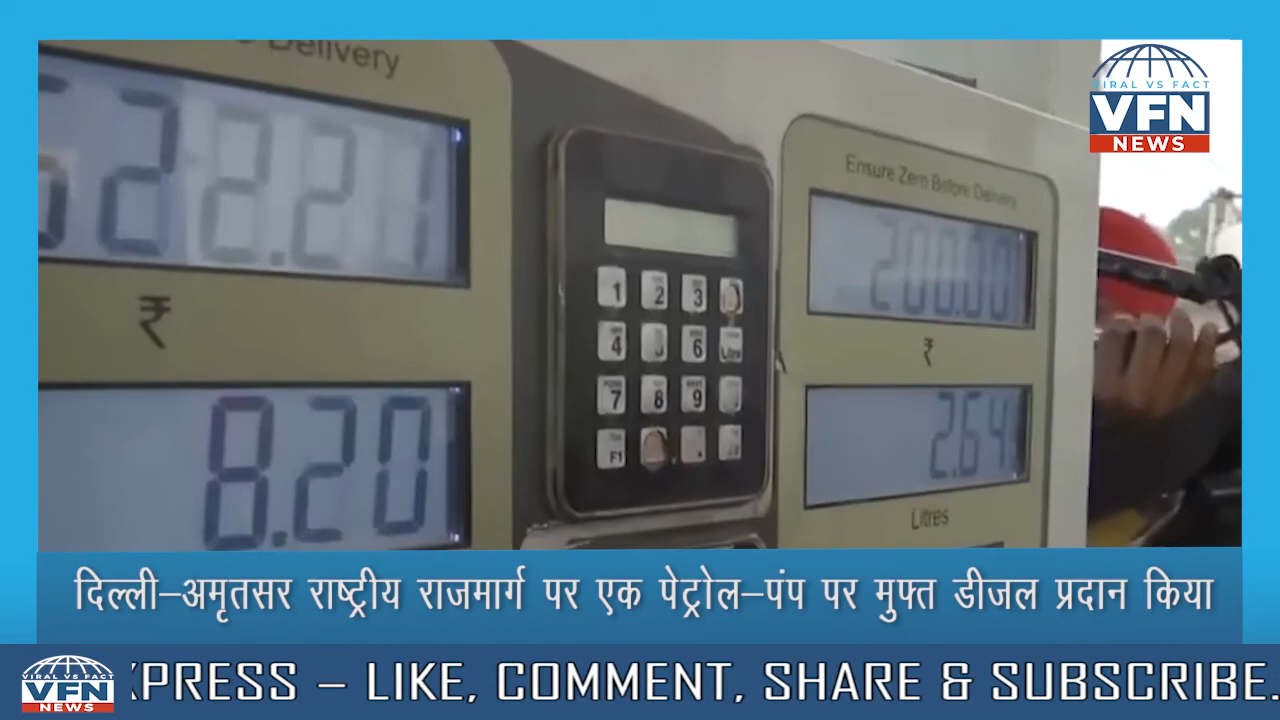 Delivery
VIRAL VS FACT
VFN
NEWS
Ensure Zero Before Delivery
200.00
₹
₹
1 2 3
4 6
7 8 9
F1
8.20
2.64
Litres
दिल्ली–अमृतसर राष्ट्रीय राजमार्ग पर एक पेट्रोल–पंप पर मुफ्त डीजल प्रदान किया
VIRAL VS FACT
VFN
NEWS
XPRESS – LIKE, COMMENT, SHARE & SUBSCRIBE.